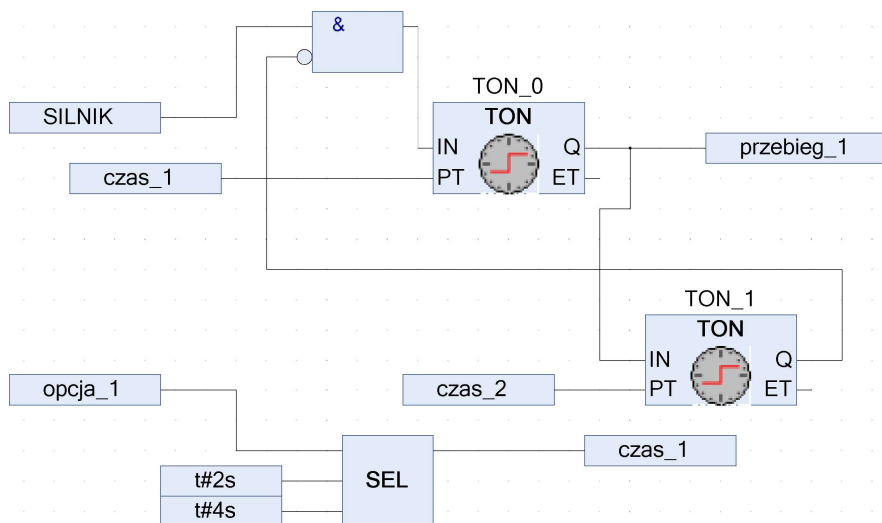 &
TON_0
TON
SILNIK
IN Q
przebieg_1
czas_1
PT ET
TON_1
TON
IN Q
opcja_1
czas_2
PT ET
czas_1
t#2s
SEL
t#4s